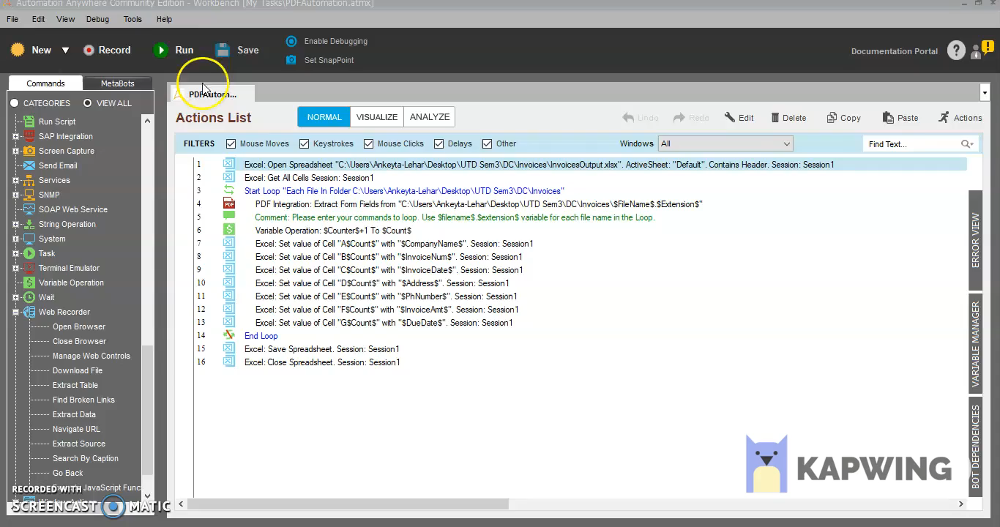 Automation Anywhere Community Edition - Workbench [My Tasks\PDFAutomation.atmx]
File Edit View Debug Tools Help
New Record Run Save
Enable Debugging
Set SnapPoint
Documentation Portal
Commands MetaBots
CATEGORIES VIEW ALL
Run Script
SAP Integration
Screen Capture
Send Email
Services
SNMP
SOAP Web Service
String Operation
System
Task
Terminal Emulator
Variable Operation
Wait
Web Recorder
Open Browser
Close Browser
Manage Web Controls
Download File
Extract Table
Find Broken Links
Extract Data
Navigate URL
Extract Source
Search By Caption
Go Back
JavaScript Func
RECORDED WITH
SCREENCAST MATIC
PDFAutom...
Actions List
NORMAL VISUALIZE ANALYZE
Undo Redo Edit Delete Copy Paste Actions
FILTERS Mouse Moves Keystrokes Mouse Clicks Delays Other Windows All Find Text...
1 Excel: Open Spreadsheet "C:\Users\Ankeyta-Lehar\Desktop\UTD Sem3\DC\Invoices\InvoicesOutput.xlsx". ActiveSheet: "Default". Contains Header. Session: Session1
2 Excel: Get All Cells Session: Session1
3 Start Loop "Each File In Folder C:\Users\Ankeyta-Lehar\Desktop\UTD Sem3\DC\Invoices"
4 PDF PDF Integration: Extract Form Fields from "C:\Users\Ankeyta-Lehar\Desktop\UTD Sem3\DC\Invoices\$FileName$.$Extension$"
5 Comment: Please enter your commands to loop. Use $filename$.$extension$ variable for each file name in the Loop.
6 Variable Operation: $Counter$+1 To $Count$
7 Excel: Set value of Cell "A$Count$" with "$CompanyName$". Session: Session1
8 Excel: Set value of Cell "B$Count$" with "$InvoiceNum$". Session: Session1
9 Excel: Set value of Cell "C$Count$" with "$InvoiceDate$". Session: Session1
10 Excel: Set value of Cell "D$Count$" with "$Address$". Session: Session1
11 Excel: Set value of Cell "E$Count$" with "$PhNumber$". Session: Session1
12 Excel: Set value of Cell "F$Count$" with "$InvoiceAmt$". Session: Session1
13 Excel: Set value of Cell "G$Count$" with "$DueDate$". Session: Session1
14 End Loop
15 Excel: Save Spreadsheet. Session: Session1
16 Excel: Close Spreadsheet. Session: Session1
ERROR VIEW
VARIABLE MANAGER
BOT DEPENDENCIES
KAPWING